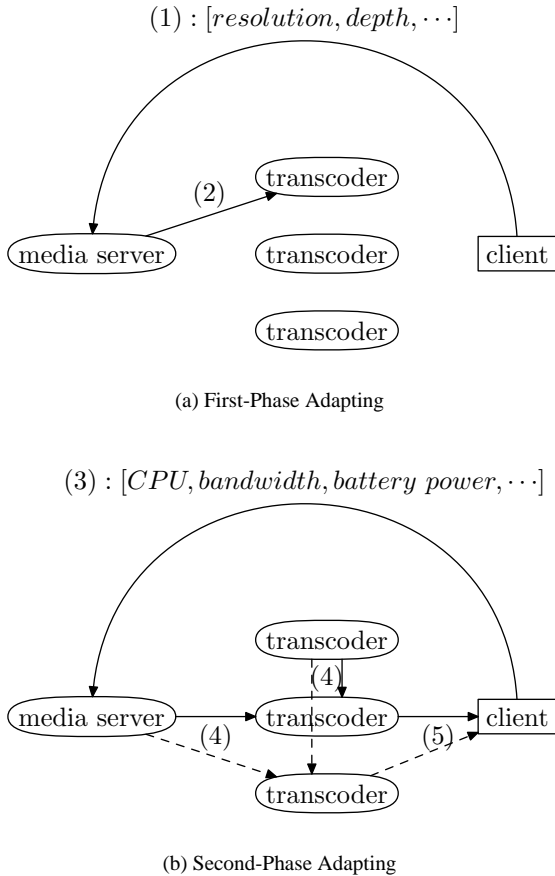 (1) : [resolution, depth, ···]
transcoder
(2)
media server
transcoder
client
transcoder
(a) First-Phase Adapting
(3) : [CPU, bandwidth, battery power, ···]
transcoder
(4)
media server
transcoder
client
(4)
(5)
transcoder
(b) Second-Phase Adapting